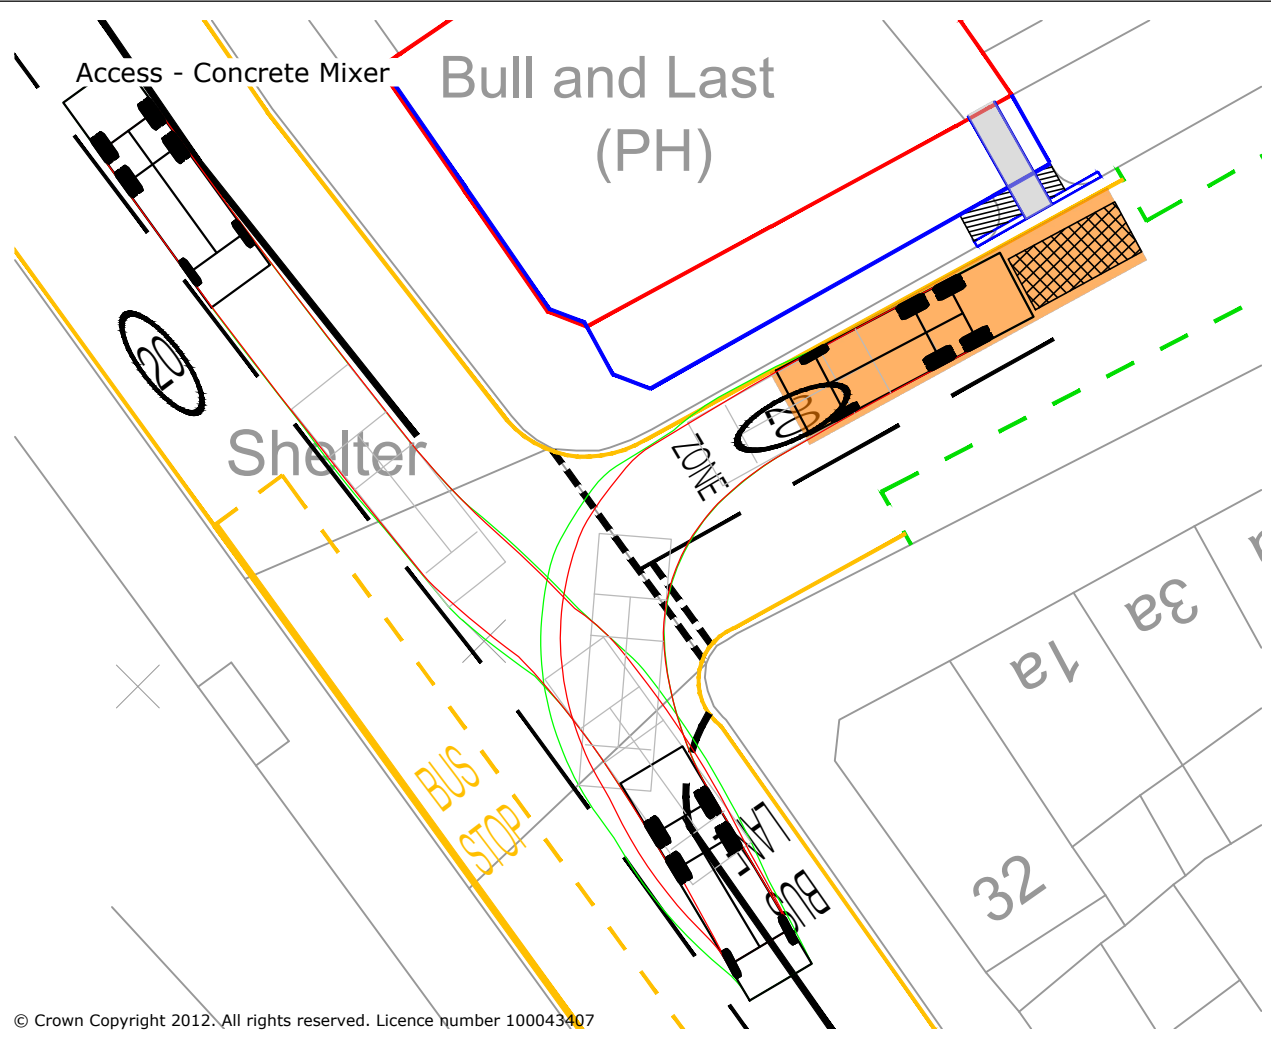 Access - Concrete Mixer
Bull and Last
(PH)
20
Shelter
20
ZONE
3a
1a
BUS
STOP
LANE
BUS
32
© Crown Copyright 2012. All rights reserved. Licence number 100043407